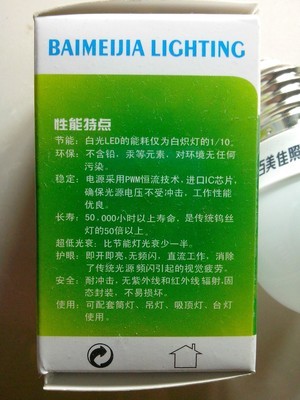 BAIMEIJIA LIGHTING
性能特点
节能：白光LED的能耗仅为白炽灯的1/10。
环保：不含铅，汞等元素，对环境无任何
污染。
稳定：电源采用PWM恒流技术，进口IC芯片，
确保光源电压不受冲击，工作性能
优良。
长寿：50,000小时以上寿命，是传统钨丝
灯的50倍以上。
超低光衰：比节能灯光衰少一半。
护眼：即开即亮，无频闪，直流工作，消除
了传统光源频闪引起的视觉疲劳。
安全：耐冲击，无紫外线和红外线辐射，固
态封装，不易损坏。
使用：可配套筒灯、吊灯、吸顶灯、台灯
使用。
美佳照